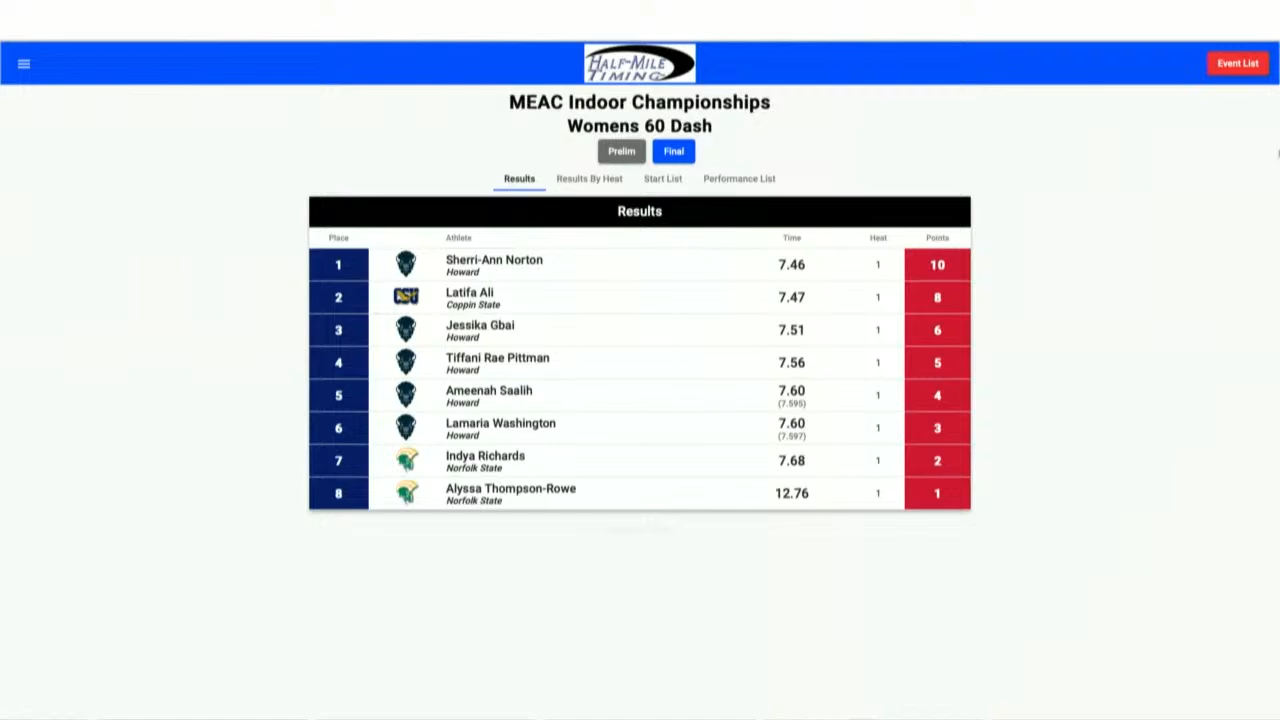 HALF-MILE
TIMING
Event List
MEAC Indoor Championships
Womens 60 Dash
Prelim Final
Results Results By Heat Start List Performance List
Results
Place Athlete Time Heat Points
1 Sherri-Ann Norton 7.46 1 10
Howard
2 CSU Latifa Ali 7.47 1 8
Coppin State
3 Jessika Gbai 7.51 1 6
Howard
4 Tiffani Rae Pittman 7.56 1 5
Howard
5 Ameenah Saalih 7.60 1 4
Howard (7.595)
6 Lamaria Washington 7.60 1 3
Howard (7.597)
7 Indya Richards 7.68 1 2
Norfolk State
8 Alyssa Thompson-Rowe 12.76 1 1
Norfolk State